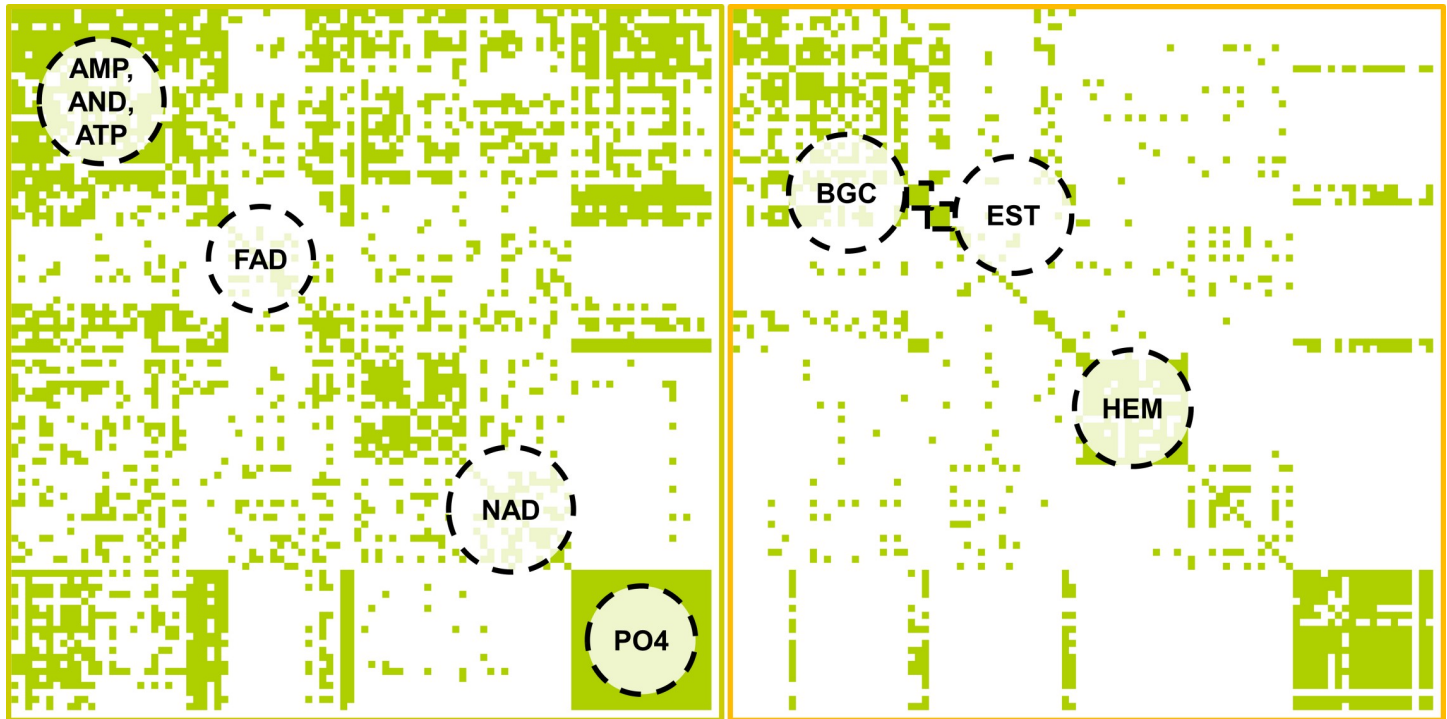 AMP,
AND,
ATP
FAD
NAD
PO4
BGC
EST
HEM